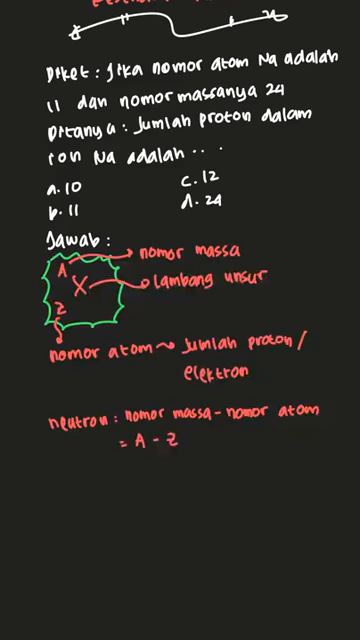 Diket : Jika nomor atom Na adalah
11 dan nomor massanya 24
Ditanya : Jumlah proton dalam
ion Na adalah ...
a. 10
c. 12
b. 11
d. 24
Jawab :
A → nomor massa
X → lambang unsur
Z
nomor atom → Jumlah proton /
elektron
neutron : nomor massa - nomor atom
= A - Z